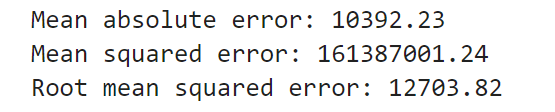 Mean absolute error: 10392.23
Mean squared error: 161387001.24
Root mean squared error: 12703.82